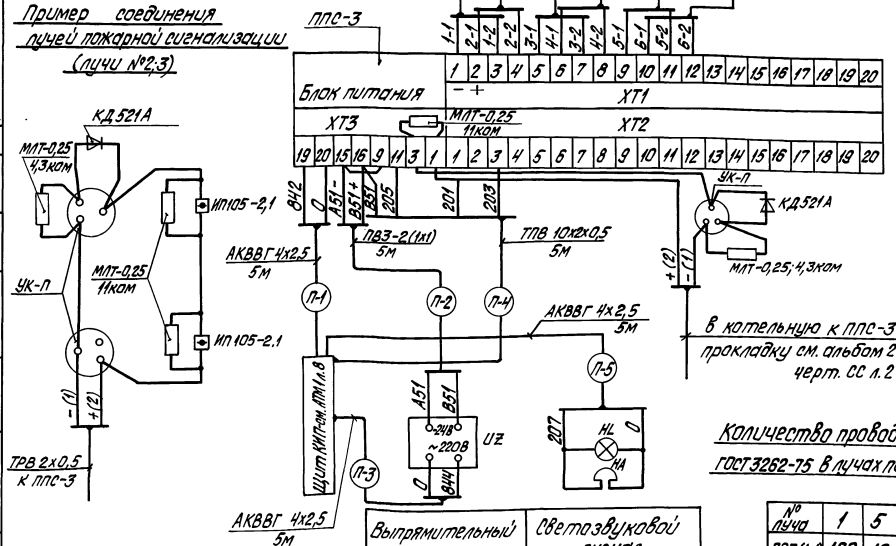 Пример соединения
лучей пожарной сигнализации
(лучи №2;3)
ППС-3
1-1
2-1
1-2
2-2
3-1
4-1
3-2
4-2
5-1
6-1
5-2
6-2
1 2 3 4 5 6 7 8 9 10 11 12 13 14 15 16 17 18 19 20
- +
Блок питания
ХТ1
ХТ3
МЛТ-0,25
11ком
ХТ2
19 20 15 16 9 11 3 1 1 2 3 4 5 6 7 8 9 10 11 12 13 14 15 16 17 18 19 20
КД521А
МЛТ-0,25
4,3ком
ИП105-2,1
УК-П
МЛТ-0,25
11ком
ИП105-2.1
- (1)
+(2)
ТРВ 2х0,5
к ППС-3
842
0
А51 -
В51 +
В51
205
201
203
АКВВГ 4х2,5
5м
ПВ3-2(1х1)
5м
ТПВ 10х2х0,5
5м
УК-П
КД521А
МЛТ-0,25; 4,3ком
+ (2)
- (1)
П-1
П-2
П-4
АКВВГ 4х2,5
5м
в котельную к ППС-3
прокладку см. альбом 2
черт. СС л.2
П-5
Щит КИП-см.АТМ1л.8
А51
В51
-24В
~220В
UZ
0
844
П-3
АКВВГ 4х2,5
5м
207
0
HL
HA
Количество провод
ГОСТ3262-75 в лучах п
Выпрямительный
Светозвуковой
№
луча
1 5